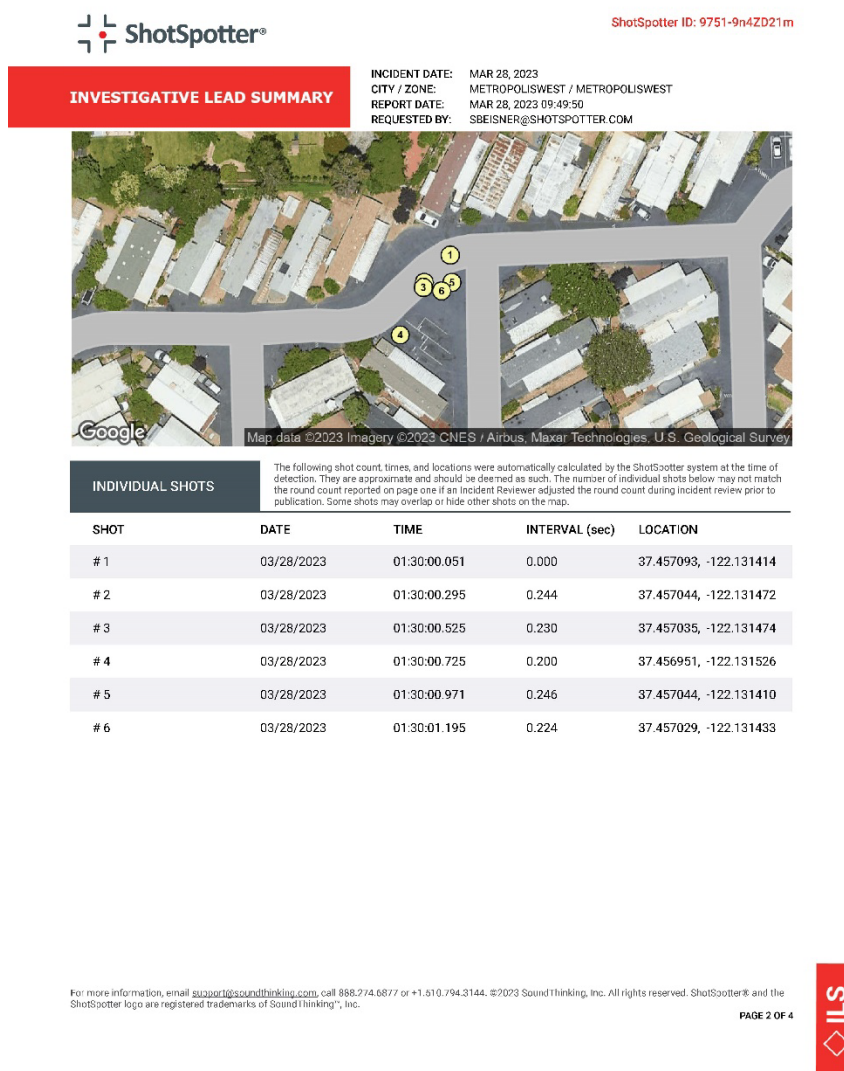 ShotSpotter®
ShotSpotter ID: 9751-9n4ZD21m
INVESTIGATIVE LEAD SUMMARY
INCIDENT DATE: MAR 28, 2023
CITY / ZONE: METROPOLISWEST / METROPOLISWEST
REPORT DATE: MAR 28, 2023 09:49:50
REQUESTED BY: SBEISNER@SHOTSPOTTER.COM
1
3 6 5
4
Google
Map data ©2023 Imagery ©2023 CNES / Airbus, Maxar Technologies, U.S. Geological Survey
INDIVIDUAL SHOTS
The following shot count, times, and locations were automatically calculated by the ShotSpotter system at the time of
detection. They are approximate and should be deemed as such. The number of individual shots below may not match
the round count reported on page one if an Incident Reviewer adjusted the round count during incident review prior to
publication. Some shots may overlap or hide other shots on the map.
SHOT DATE TIME INTERVAL (sec) LOCATION
# 1 03/28/2023 01:30:00.051 0.000 37.457093, -122.131414
# 2 03/28/2023 01:30:00.295 0.244 37.457044, -122.131472
# 3 03/28/2023 01:30:00.525 0.230 37.457035, -122.131474
# 4 03/28/2023 01:30:00.725 0.200 37.456951, -122.131526
# 5 03/28/2023 01:30:00.971 0.246 37.457044, -122.131410
# 6 03/28/2023 01:30:01.195 0.224 37.457029, -122.131433
For more information, email support@soundthinking.com, call 888.274.6877 or +1.510.794.3144. ©2023 SoundThinking, Inc. All rights reserved. ShotSpotter® and the
ShotSpotter logo are registered trademarks of SoundThinking™, Inc.
PAGE 2 OF 4
ILS